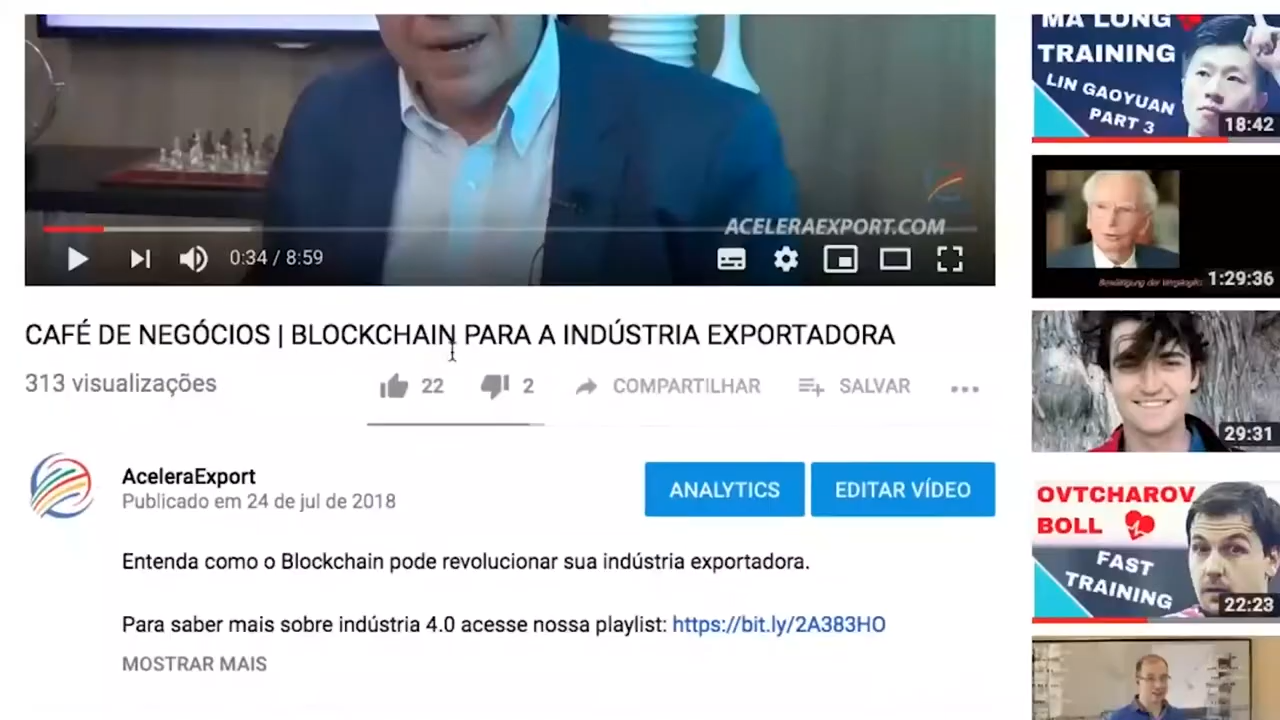 ACELERAEXPORT.COM
0:34 / 8:59
CAFÉ DE NEGÓCIOS | BLOCKCHAIN PARA A INDÚSTRIA EXPORTADORA
313 visualizações
22
2
COMPARTILHAR
SALVAR
AceleraExport
Publicado em 24 de jul de 2018
ANALYTICS
EDITAR VÍDEO
Entenda como o Blockchain pode revolucionar sua indústria exportadora.
Para saber mais sobre indústria 4.0 acesse nossa playlist: https://bit.ly/2A383HO
MOSTRAR MAIS
MA LONG
TRAINING
LIN GAOYUAN
PART 3
18:42
1:29:36
29:31
OVTCHAROV
BOLL
FAST
TRAINING
22:23